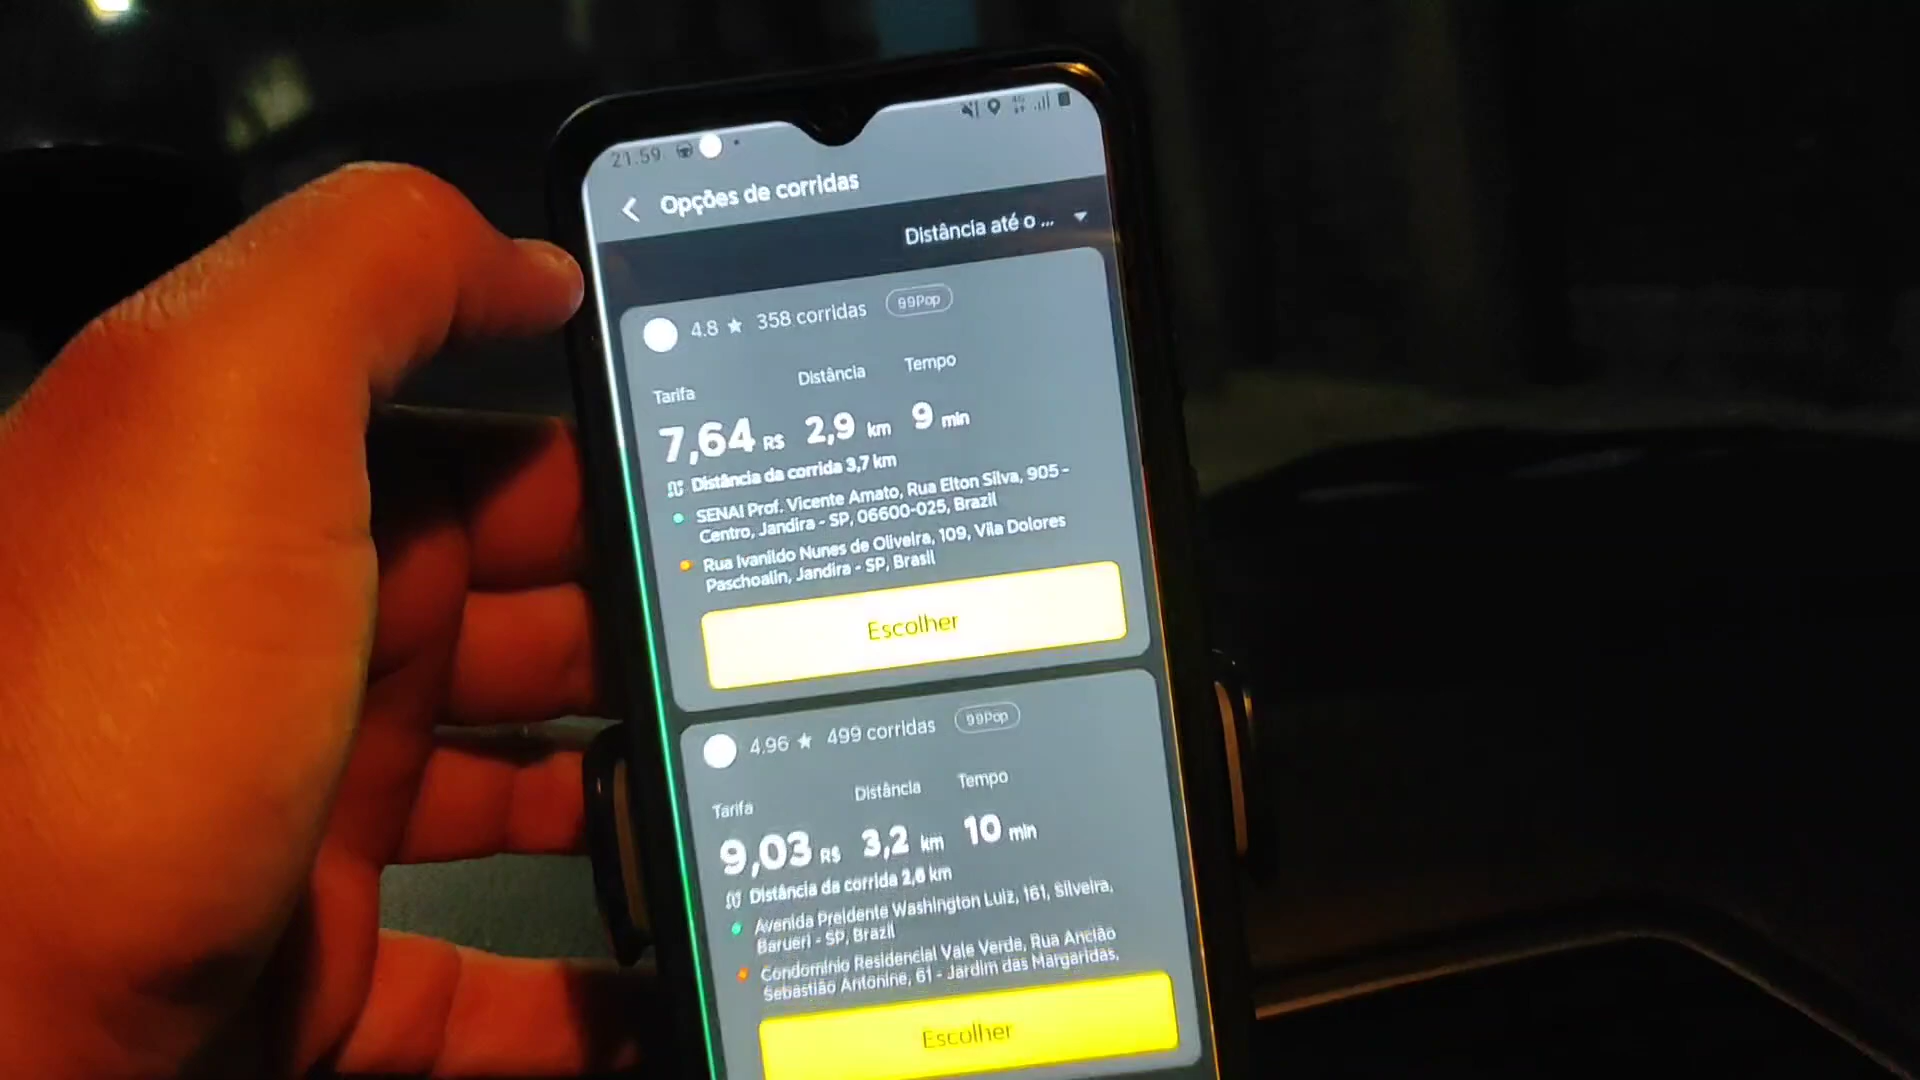 21.59
Opções de corridas
Distância até o ...
4.8 ★ 358 corridas 99Pop
Tarifa Distância Tempo
7,64 R$ 2,9 km 9 min
Distância da corrida 3,7 km
SENAI Prof. Vicente Amato, Rua Elton Silva, 905 -
Centro, Jandira - SP, 06600-025, Brazil
Rua Ivanildo Nunes de Oliveira, 109, Vila Dolores
Paschoalin, Jandira - SP, Brasil
Escolher
4.96 ★ 499 corridas 99Pop
Tarifa Distância Tempo
9,03 R$ 3,2 km 10 min
Distância da corrida 2,6 km
Avenida Preidente Washington Luiz, 161, Silveira,
Barueri - SP, Brazil
Condomínio Residencial Vale Verde, Rua Ancião
Sebastião Antonine, 61 - Jardim das Margaridas,
Escolher